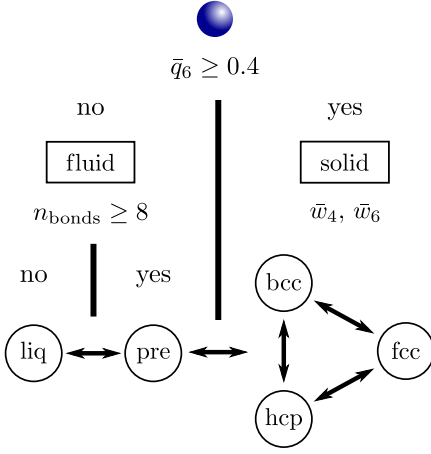 q̄₆ ≥ 0.4
no yes
fluid solid
n_bonds ≥ 8 w̄₄, w̄₆
no yes
bcc
liq pre fcc
hcp